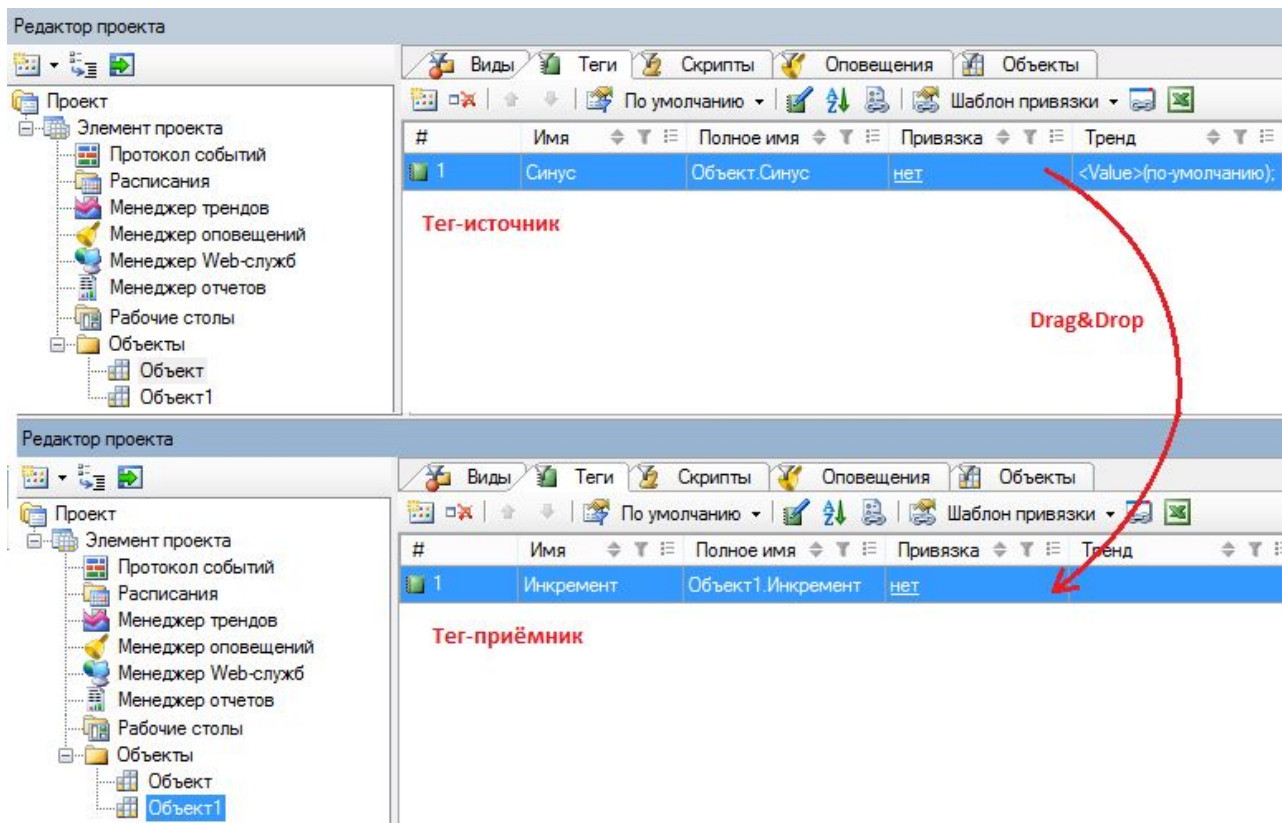 Редактор проекта
Виды Теги Скрипты Оповещения Объекты
По умолчанию Шаблон привязки
Проект
Элемент проекта
Протокол событий
Расписания
Менеджер трендов
Менеджер оповещений
Менеджер Web-служб
Менеджер отчетов
Рабочие столы
Объекты
Объект
Объект1
# Имя Полное имя Привязка Тренд
1 Синус Объект.Синус нет <Value>(по-умолчанию);
Тег-источник
Drag&Drop
Редактор проекта
Виды Теги Скрипты Оповещения Объекты
По умолчанию Шаблон привязки
Проект
Элемент проекта
Протокол событий
Расписания
Менеджер трендов
Менеджер оповещений
Менеджер Web-служб
Менеджер отчетов
Рабочие столы
Объекты
Объект
Объект1
# Имя Полное имя Привязка Тренд
1 Инкремент Объект1.Инкремент нет
Тег-приёмник